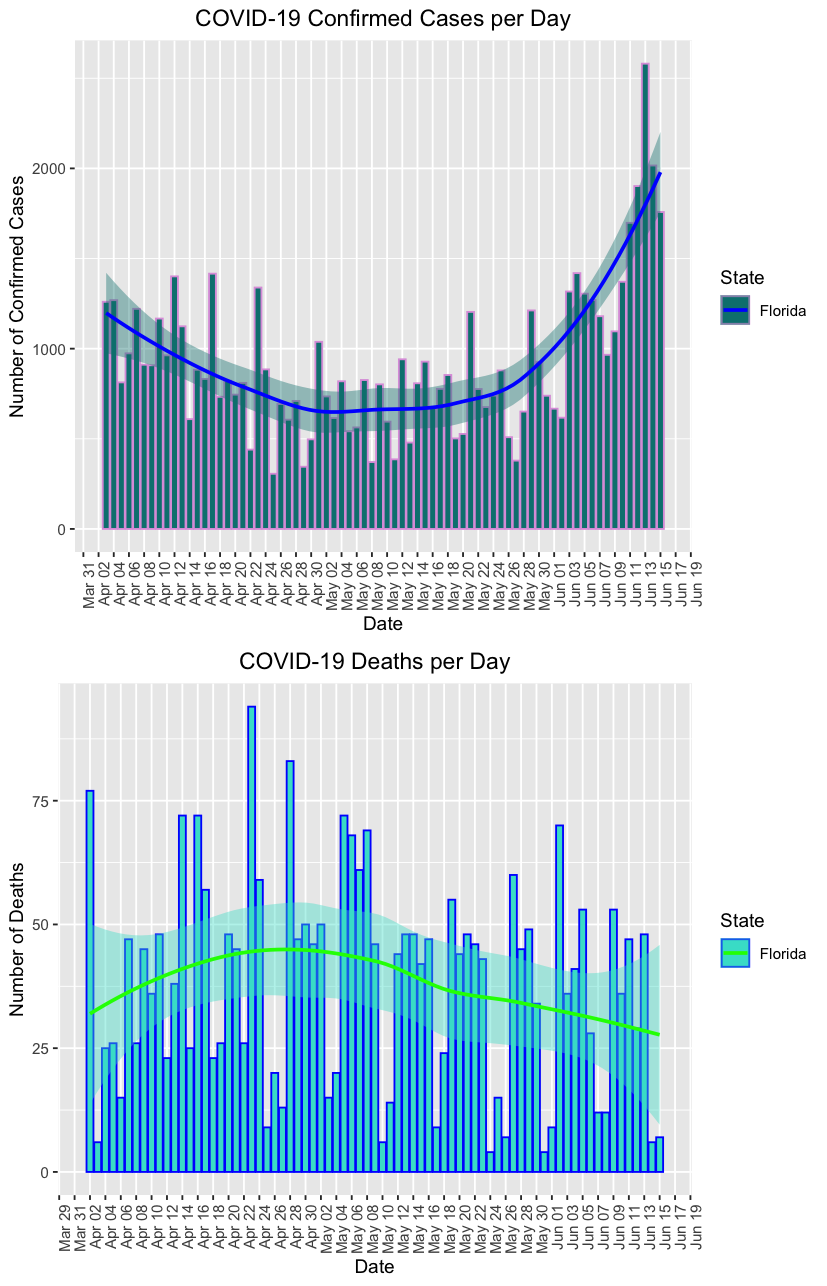 COVID-19 Confirmed Cases per Day
Number of Confirmed Cases
2000
1000
0
Mar 31
Apr 02
Apr 04
Apr 06
Apr 08
Apr 10
Apr 12
Apr 14
Apr 16
Apr 18
Apr 20
Apr 22
Apr 24
Apr 26
Apr 28
Apr 30
May 02
May 04
May 06
May 08
May 10
May 12
May 14
May 16
May 18
May 20
May 22
May 24
May 26
May 28
May 30
Jun 01
Jun 03
Jun 05
Jun 07
Jun 09
Jun 11
Jun 13
Jun 15
Jun 17
Jun 19
Date
State
Florida
COVID-19 Deaths per Day
Number of Deaths
75
50
25
0
Mar 29
Mar 31
Apr 02
Apr 04
Apr 06
Apr 08
Apr 10
Apr 12
Apr 14
Apr 16
Apr 18
Apr 20
Apr 22
Apr 24
Apr 26
Apr 28
Apr 30
May 02
May 04
May 06
May 08
May 10
May 12
May 14
May 16
May 18
May 20
May 22
May 24
May 26
May 28
May 30
Jun 01
Jun 03
Jun 05
Jun 07
Jun 09
Jun 11
Jun 13
Jun 15
Jun 17
Jun 19
Date
State
Florida